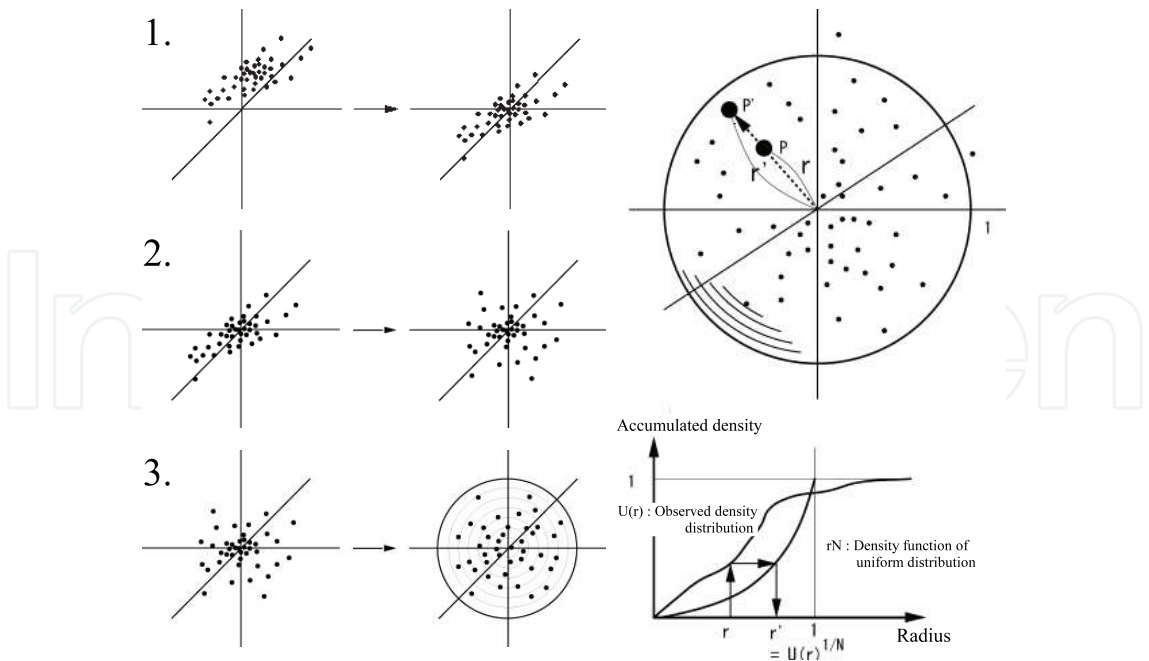 1.
2.
3.
P'
P
r
r'
1
Accumulated density
1
U(r) : Observed density
distribution
rN : Density function of
uniform distribution
r
r'
1
Radius
= U(r)^1/N